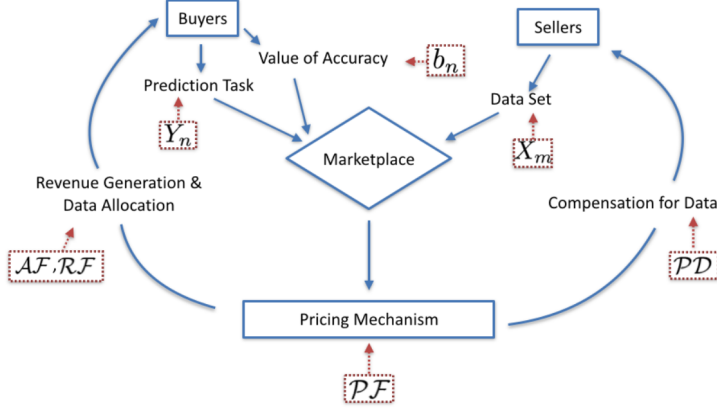 Buyers
Sellers
Value of Accuracy
b_n
Prediction Task
Data Set
Y_n
X_m
Marketplace
Revenue Generation &
Data Allocation
Compensation for Data
𝒜ℱ,ℛℱ
𝒫𝒟
Pricing Mechanism
𝒫ℱ